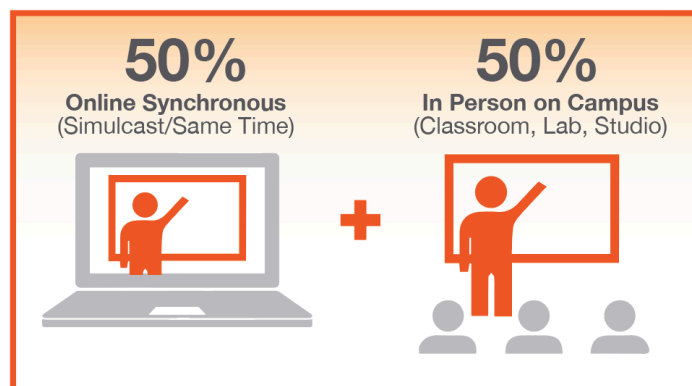 50%
Online Synchronous
(Simulcast/Same Time)
+
50%
In Person on Campus
(Classroom, Lab, Studio)